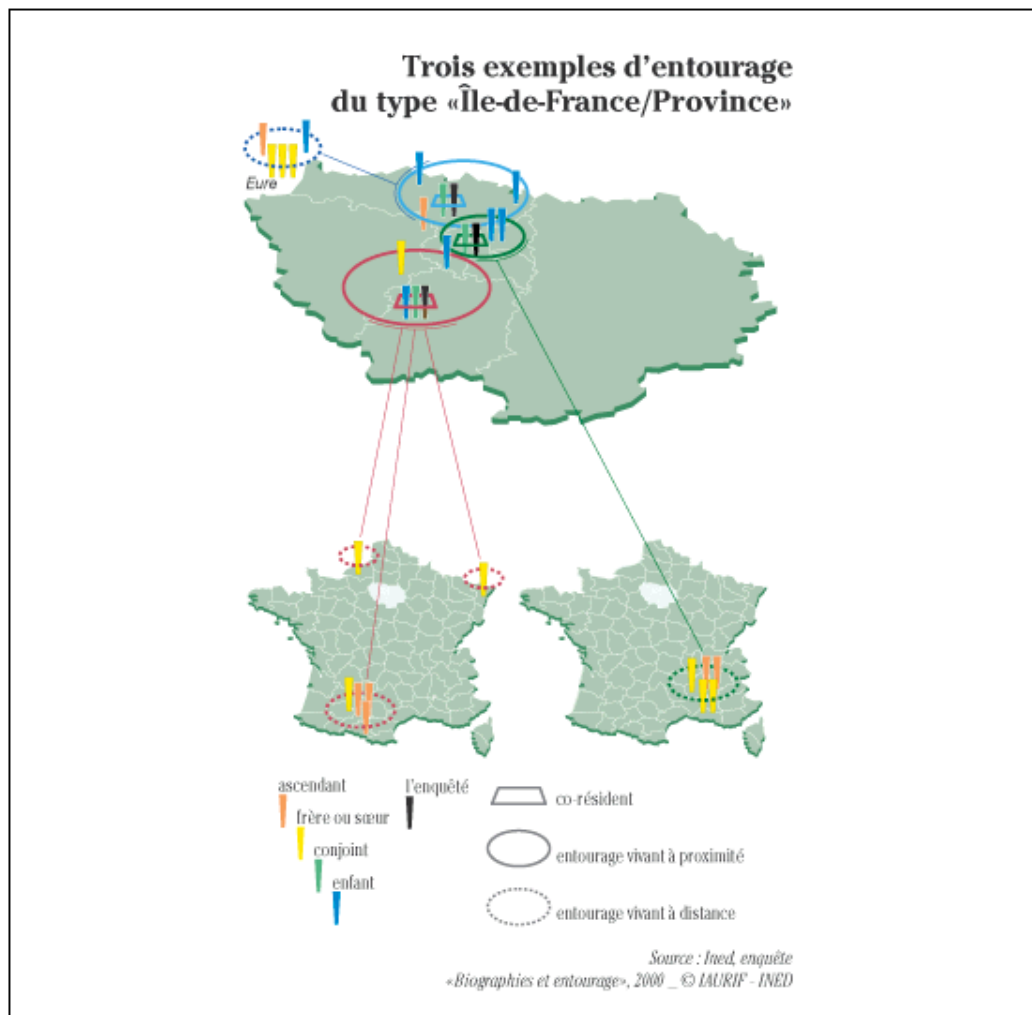 Trois exemples d'entourage
du type «Île-de-France/Province»
Eure
ascendant
l'enquêté
frère ou sœur
conjoint
enfant
co-résident
entourage vivant à proximité
entourage vivant à distance
Source : Ined, enquête
«Biographies et entourage», 2000 _ © IAURIF - INED